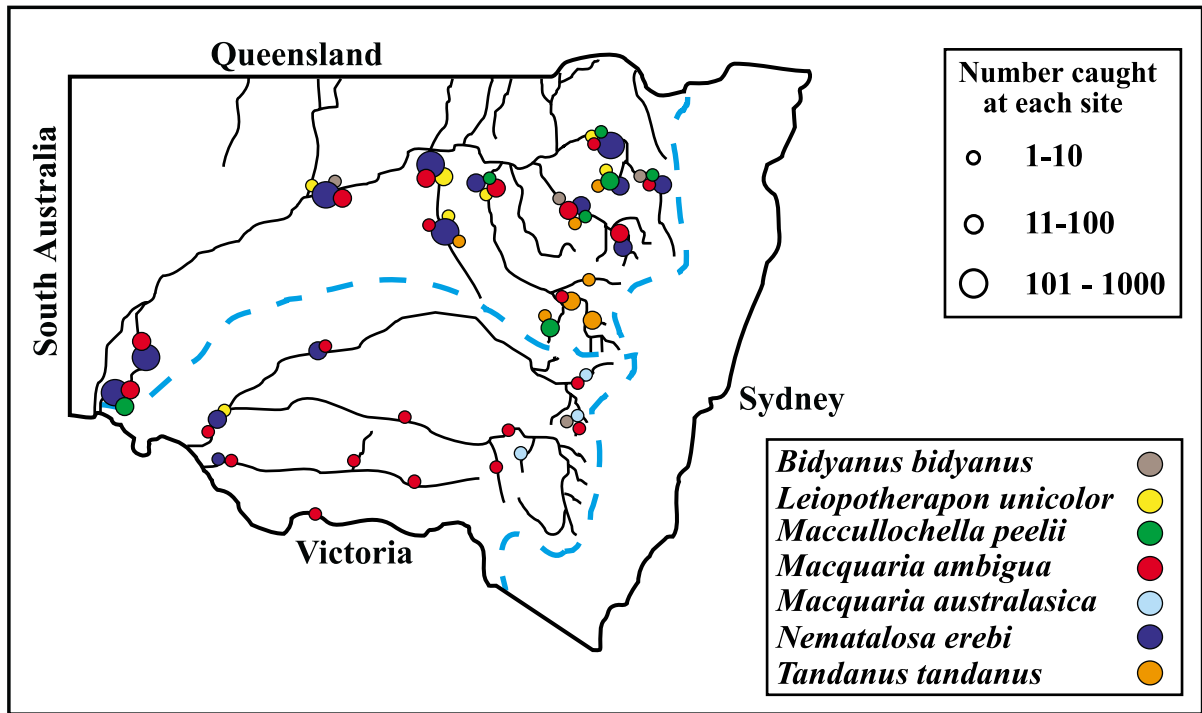 Queensland
South Australia
Sydney
Victoria
Number caught
at each site
1-10
11-100
101 - 1000
Bidyanus bidyanus
Leiopotherapon unicolor
Maccullochella peelii
Macquaria ambigua
Macquaria australasica
Nematalosa erebi
Tandanus tandanus